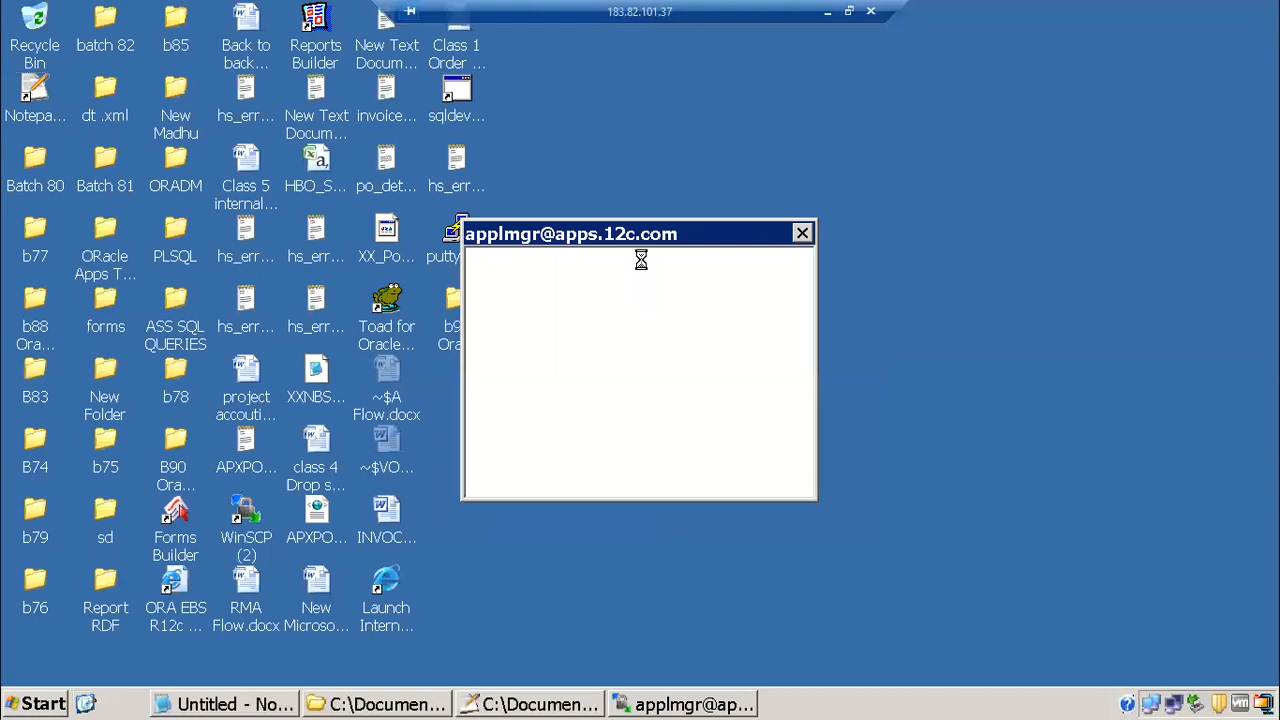 183.82.101.37
Recycle Bin
batch 82
b85
Back to back...
Reports Builder
New Text Docum...
Class 1 Order ...
Notepa...
dt .xml
New Madhu
hs_err...
New Text Docum...
invoice...
sqldev...
Batch 80
Batch 81
ORADM
Class 5 internal...
HBO_S...
po_det...
hs_err...
b77
ORacle Apps T...
PLSQL
hs_err...
hs_err...
XX_Po...
putty
applmgr@apps.12c.com
b88 Ora...
forms
ASS SQL QUERIES
hs_err...
hs_err...
Toad for Oracle...
b9
Or
B83
New Folder
b78
project accouti...
XXNBS...
~$A Flow.docx
B74
b75
B90 Ora...
APXPO...
class 4 Drop s...
~$VO...
b79
sd
Forms Builder
WinSCP (2)
APXPO...
INVOC...
b76
Report RDF
ORA EBS R12c ...
RMA Flow.docx
New Microso...
Launch Intern...
Start
Untitled - No...
C:\Documen...
C:\Documen...
applmgr@ap...